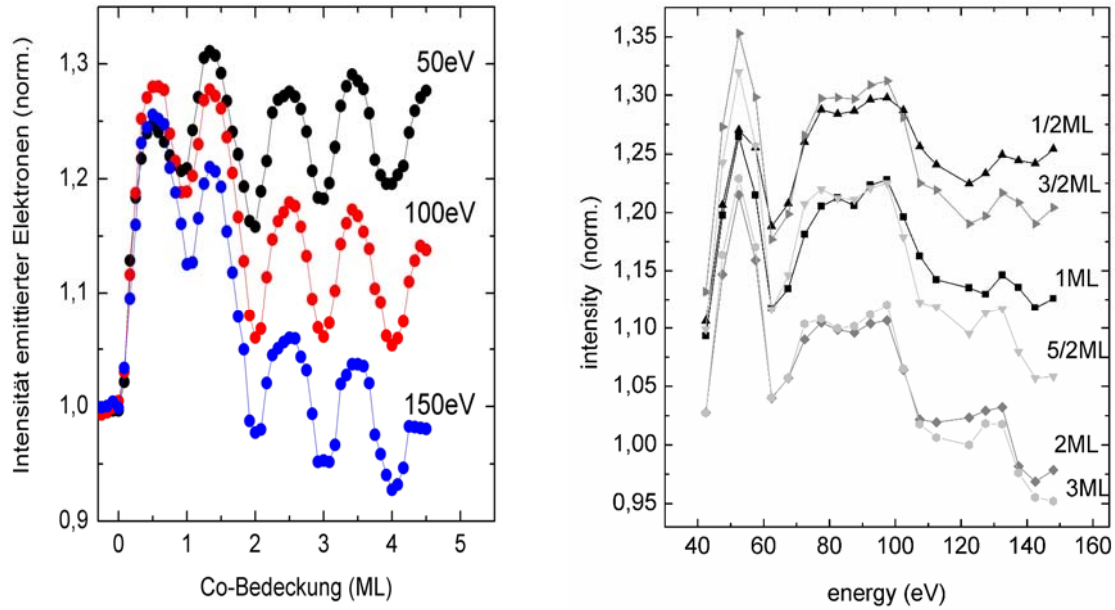 Intensität emittierter Elektronen (norm.)
1,3
1,2
1,1
1,0
0,9
50eV
100eV
150eV
0 1 2 3 4 5
Co-Bedeckung (ML)
intensity (norm.)
1,35
1,30
1,25
1,20
1,15
1,10
1,05
1,00
0,95
1/2ML
3/2ML
1ML
5/2ML
2ML
3ML
40 60 80 100 120 140 160
energy (eV)